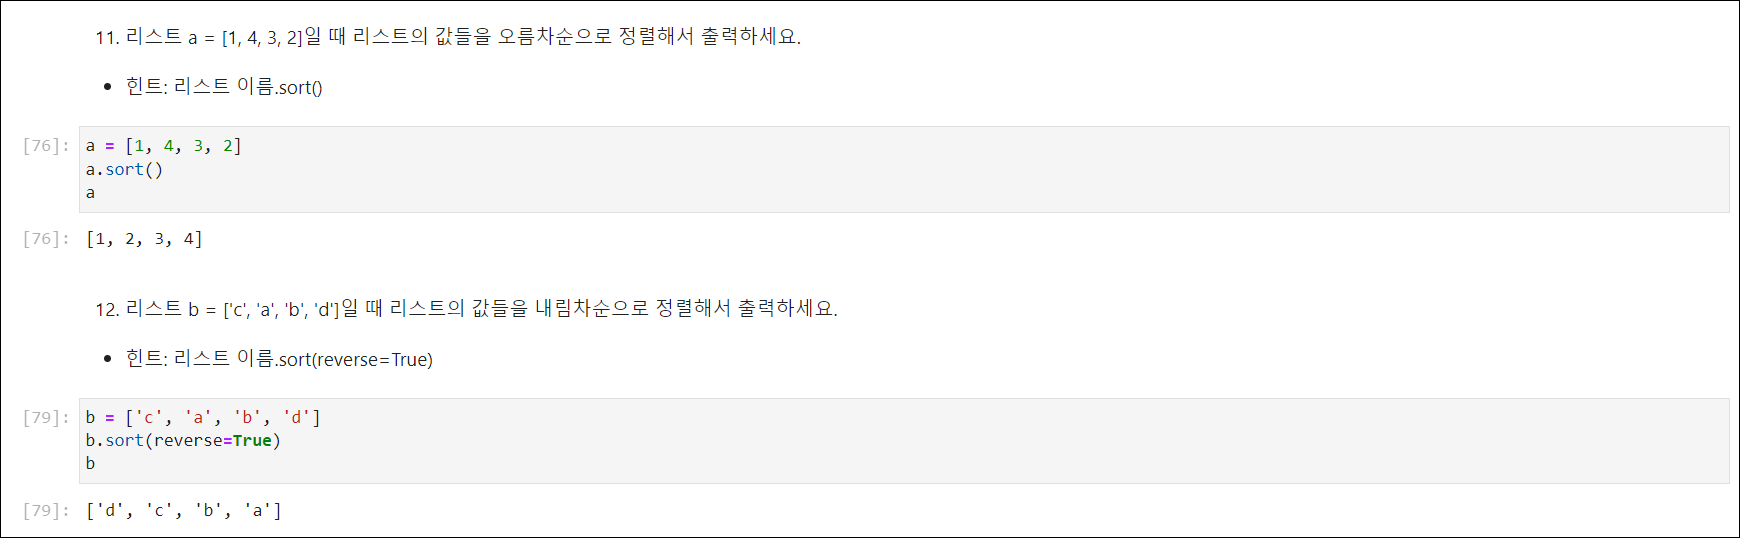 11. 리스트 a = [1, 4, 3, 2]일 때 리스트의 값들을 오름차순으로 정렬해서 출력하세요.
• 힌트: 리스트 이름.sort()
[76]: a = [1, 4, 3, 2]
a.sort()
a
[76]: [1, 2, 3, 4]
12. 리스트 b = ['c', 'a', 'b', 'd']일 때 리스트의 값들을 내림차순으로 정렬해서 출력하세요.
• 힌트: 리스트 이름.sort(reverse=True)
[79]: b = ['c', 'a', 'b', 'd']
b.sort(reverse=True)
b
[79]: ['d', 'c', 'b', 'a']